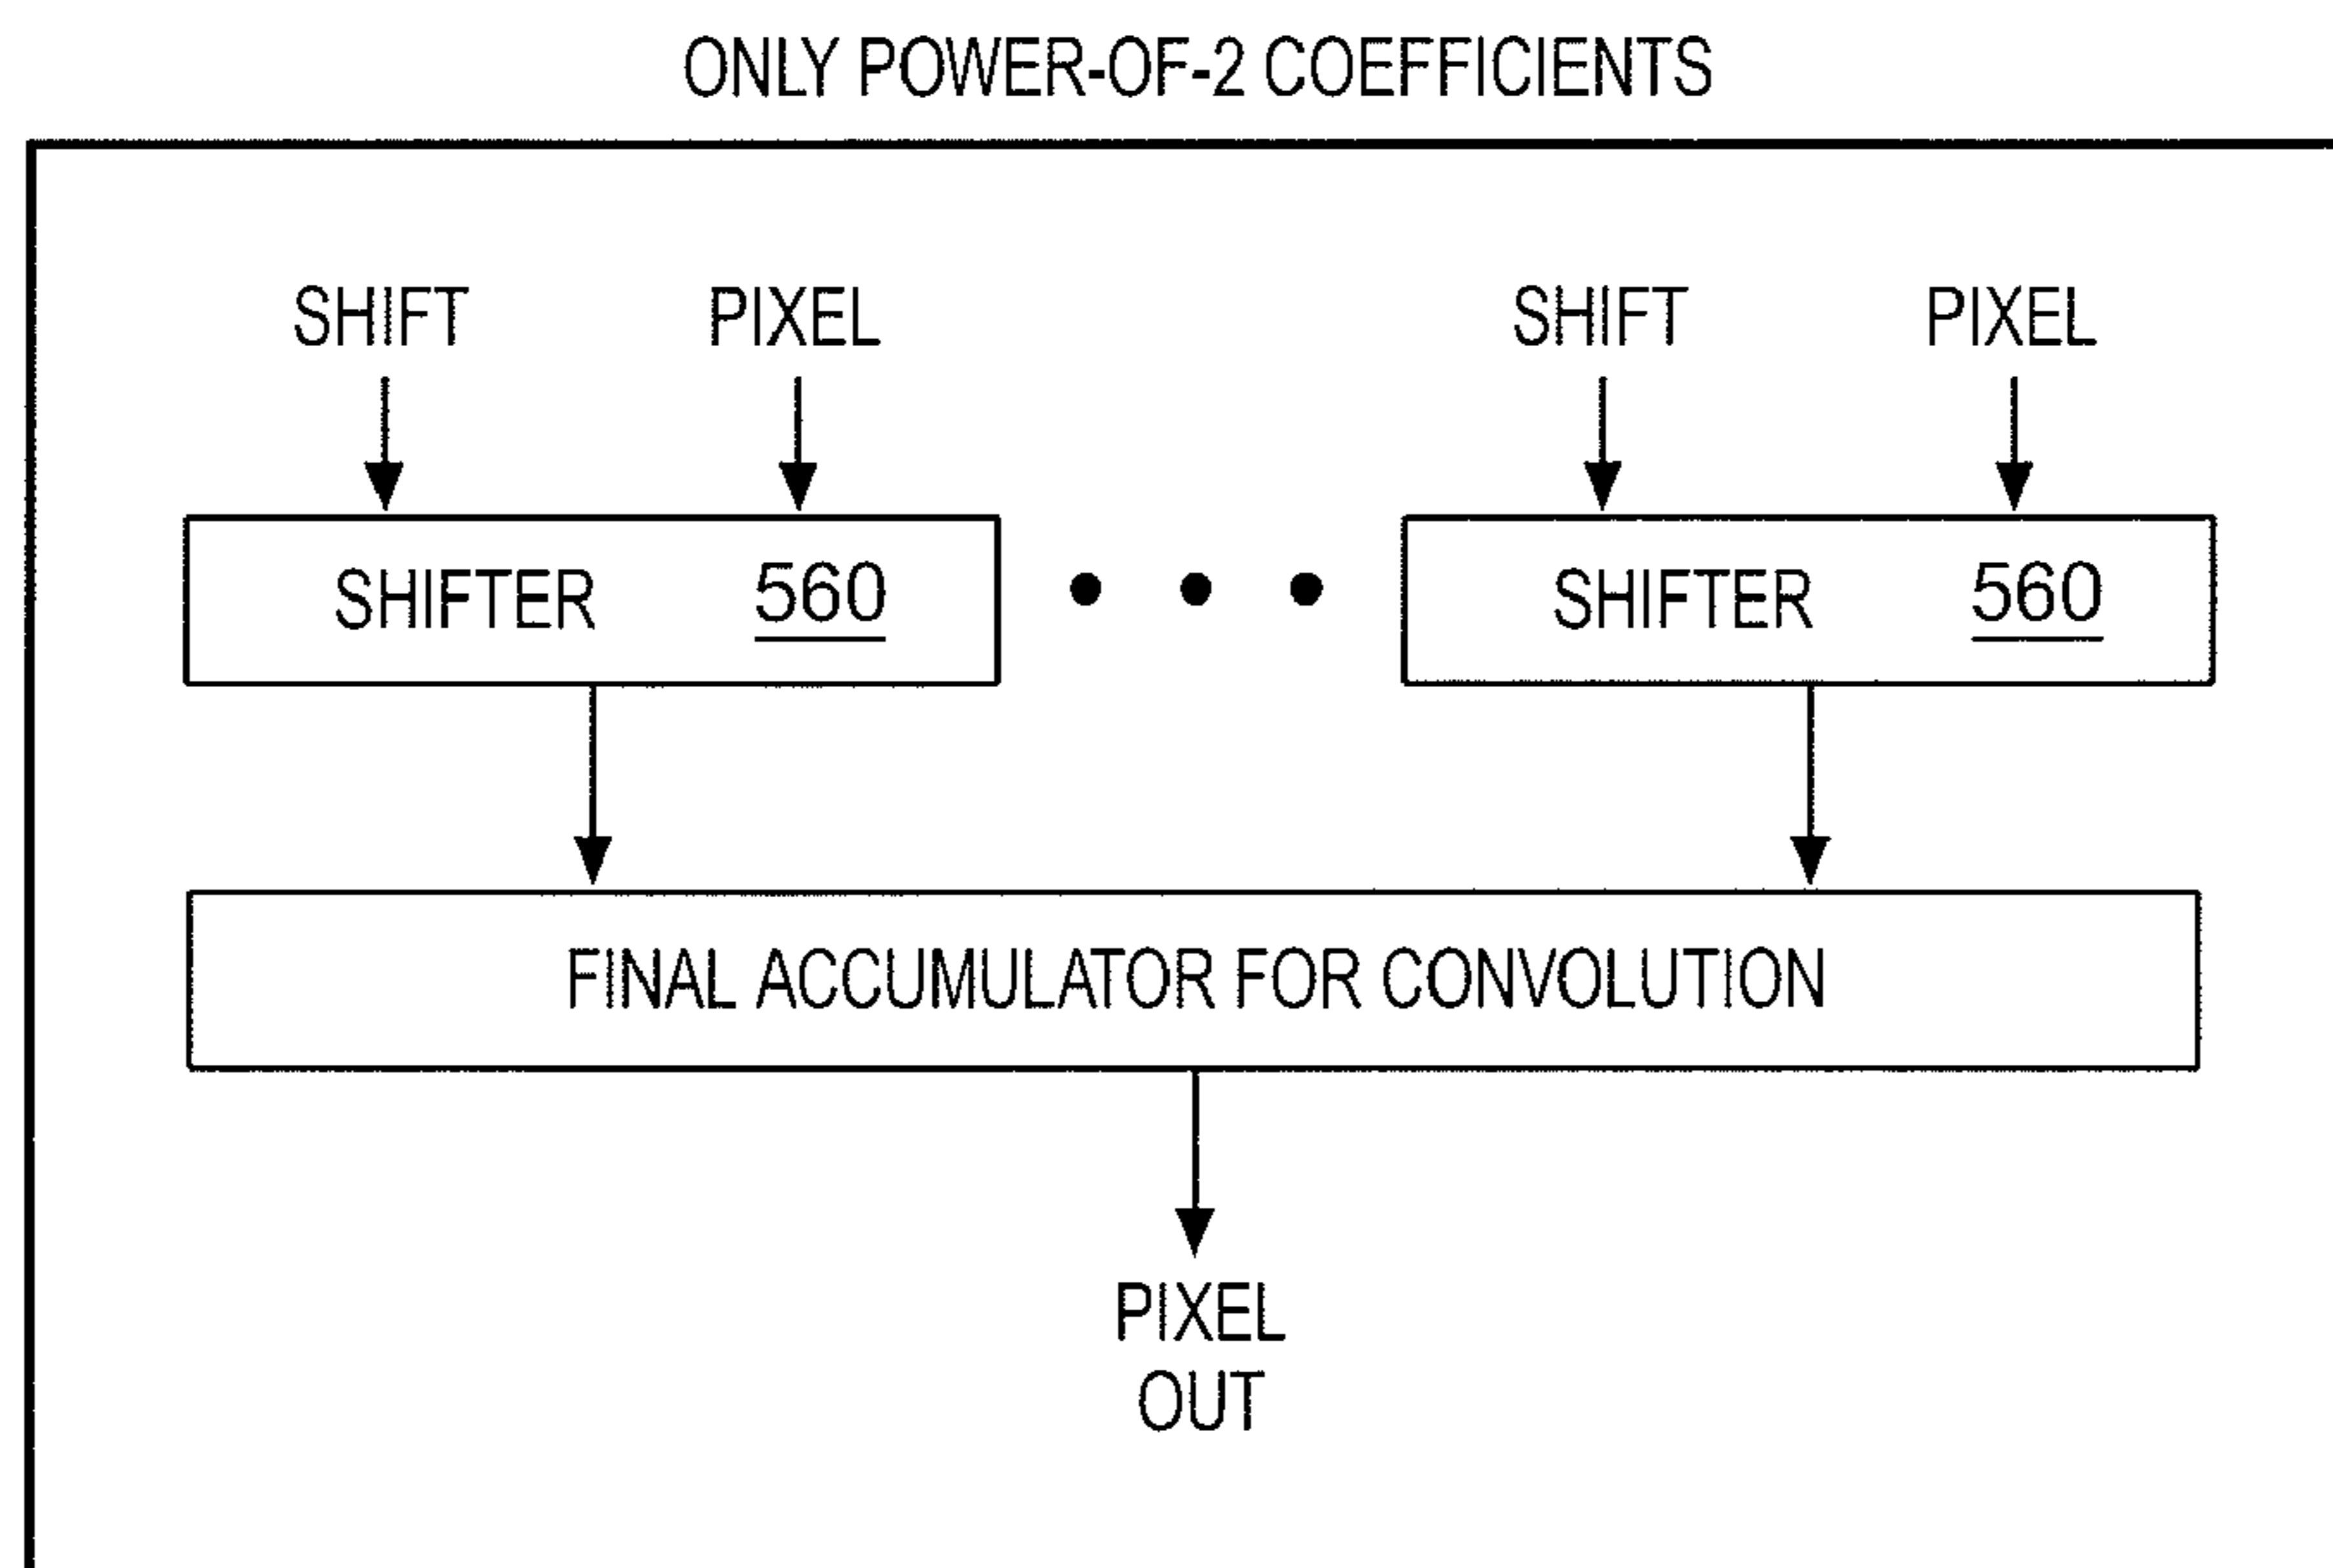 ONLY POWER-OF-2 COEFFICIENTS
SHIFT PIXEL SHIFT PIXEL
SHIFTER 560 SHIFTER 560
FINAL ACCUMULATOR FOR CONVOLUTION
PIXEL
OUT